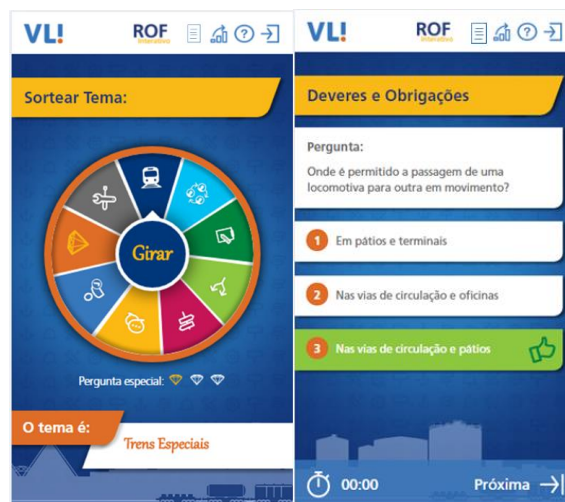 VL!
ROF
Interativo
Sortear Tema:
Girar
Pergunta especial:
O tema é:
Trens Especiais
VL!
ROF
Interativo
Deveres e Obrigações
Pergunta:
Onde é permitido a passagem de uma
locomotiva para outra em movimento?
1 Em pátios e terminais
2 Nas vias de circulação e oficinas
3 Nas vias de circulação e pátios
00:00
Próxima